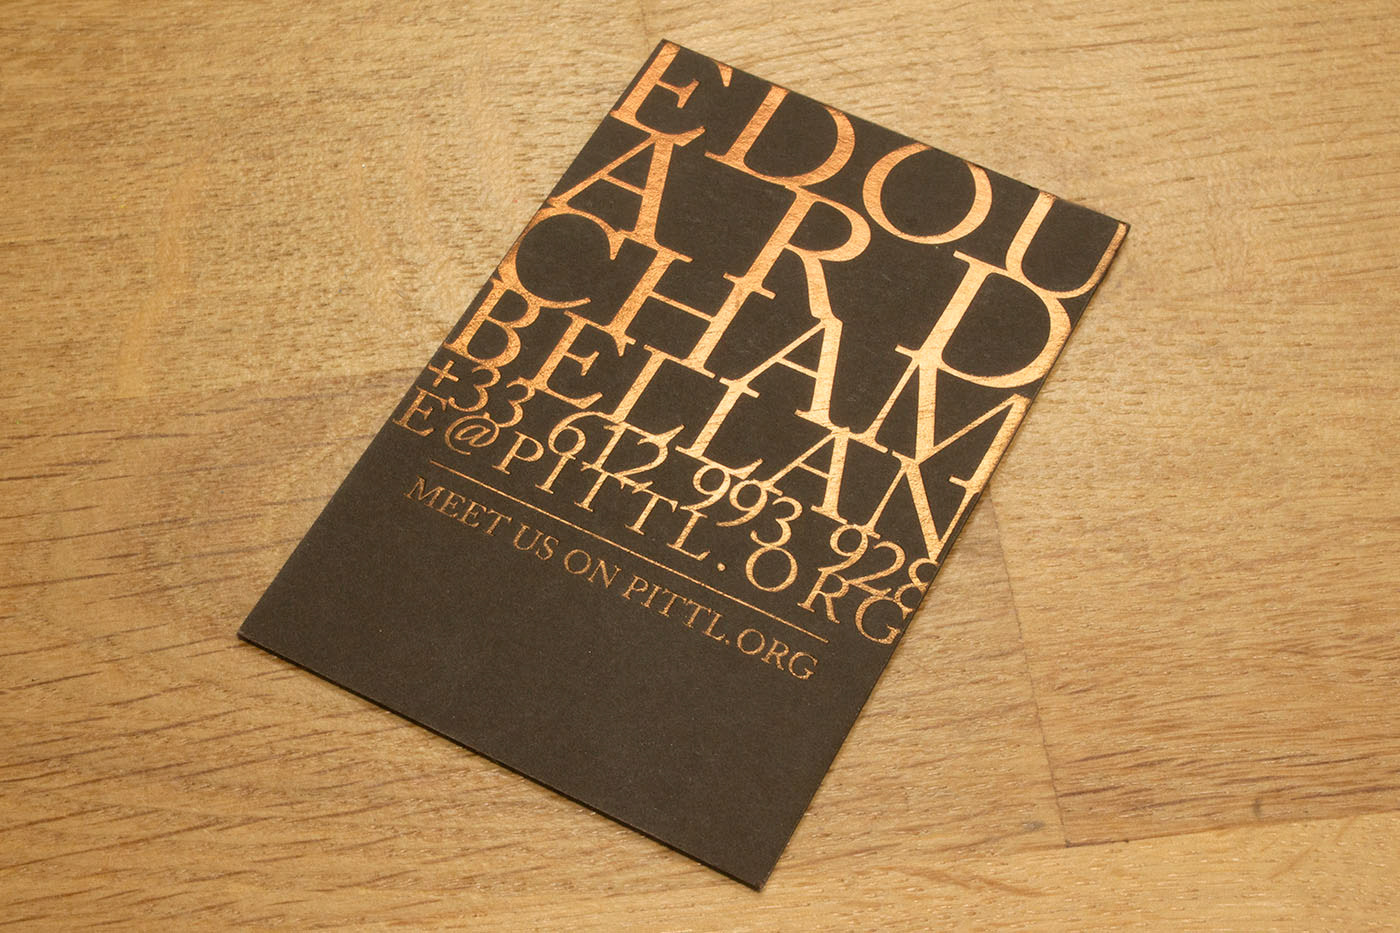 EDOU
ARD
CHAM
BELLAN
+33 612 993 928
E@PITTL.ORG
MEET US ON PITTL.ORG